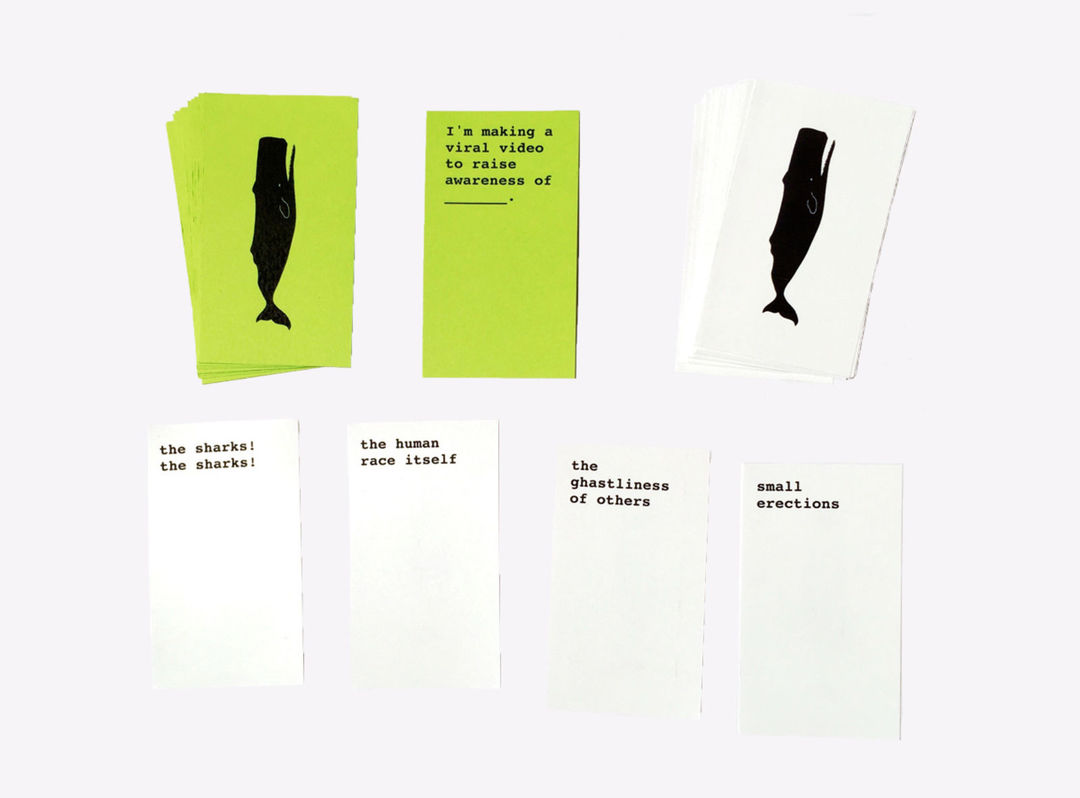 I'm making a
viral video
to raise
awareness of
______.
the sharks!
the sharks!
the human
race itself
the
ghastliness
of others
small
erections